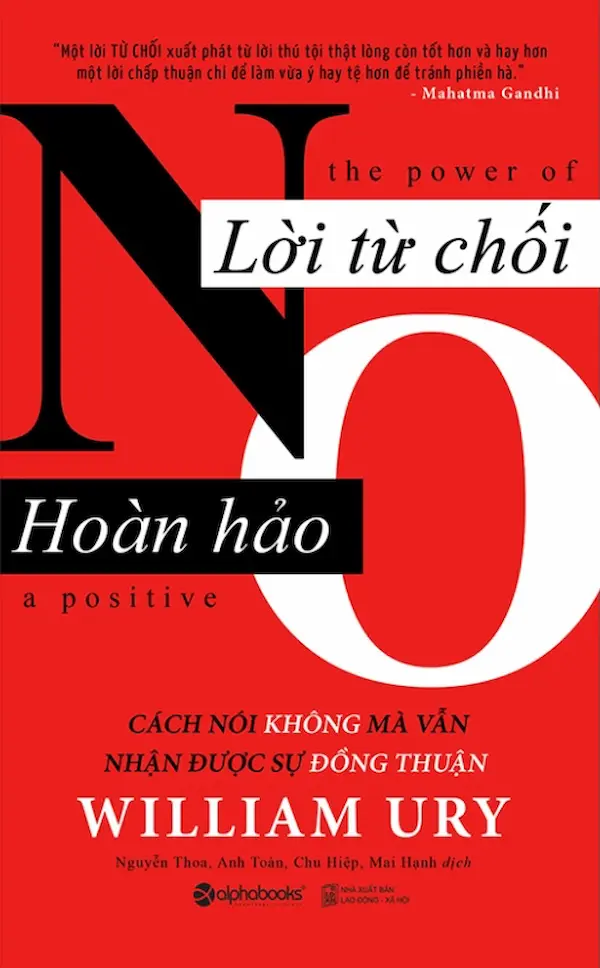 “Một lời TỪ CHỐI xuất phát từ lời thú tội thật lòng còn tốt hơn và hay hơn
một lời chấp thuận chỉ để làm vừa ý hay tệ hơn để tránh phiền hà.”
- Mahatma Gandhi
the power of
Lời từ chối
NO
Hoàn hảo
a positive
CÁCH NÓI KHÔNG MÀ VẪN
NHẬN ĐƯỢC SỰ ĐỒNG THUẬN
WILLIAM URY
Nguyễn Thoa, Anh Toàn, Chu Hiệp, Mai Hạnh dịch
alphabooks
NHÀ XUẤT BẢN
LAO ĐỘNG - XÃ HỘI